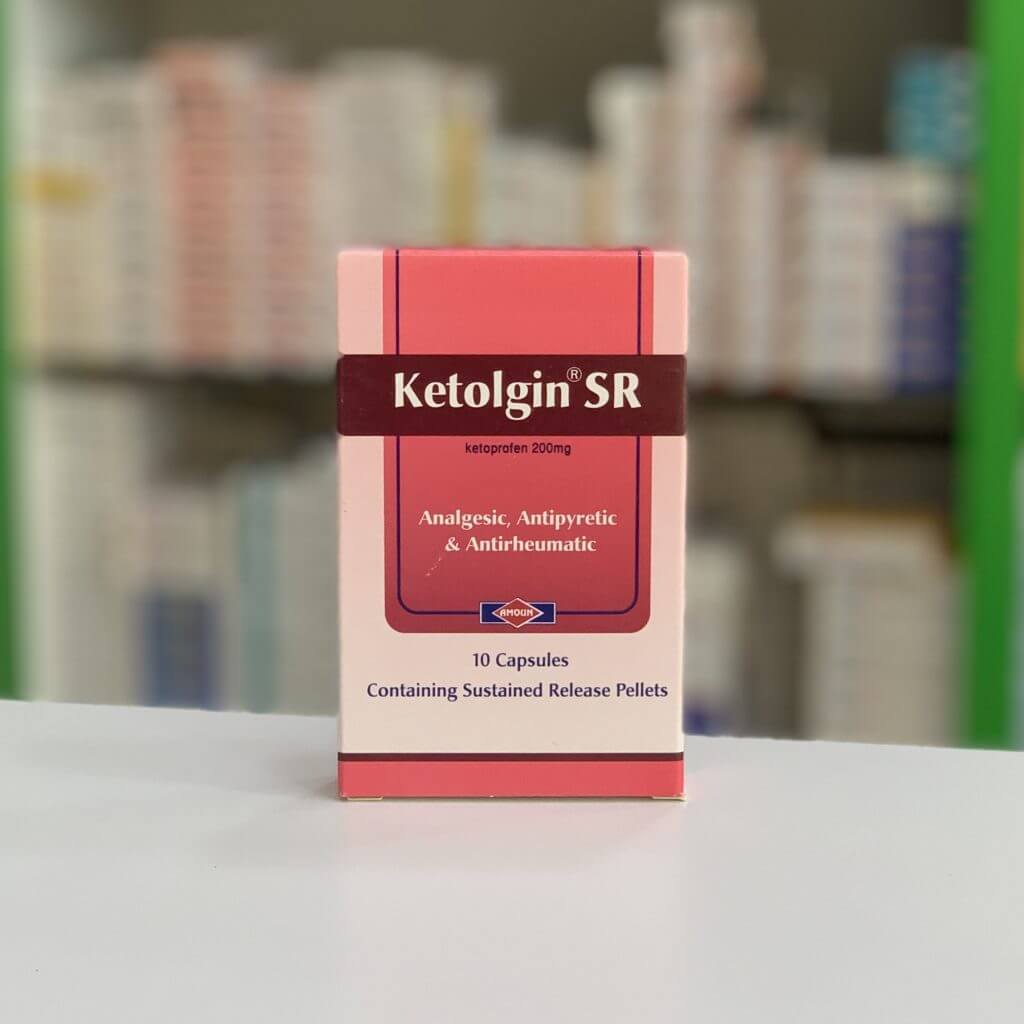 Ketolgin® SR
ketoprofen 200mg
Analgesic, Antipyretic
& Antirheumatic
AMOUN
10 Capsules
Containing Sustained Release Pellets